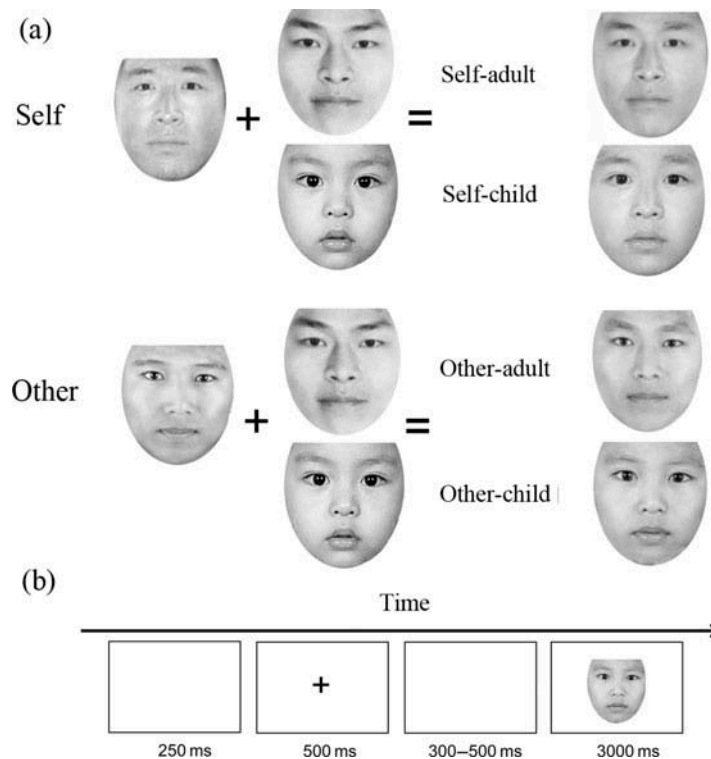 (a)
Self
+
=
Self-adult
Self-child
Other
+
=
Other-adult
Other-child
(b)
Time
+
250 ms
500 ms
300–500 ms
3000 ms